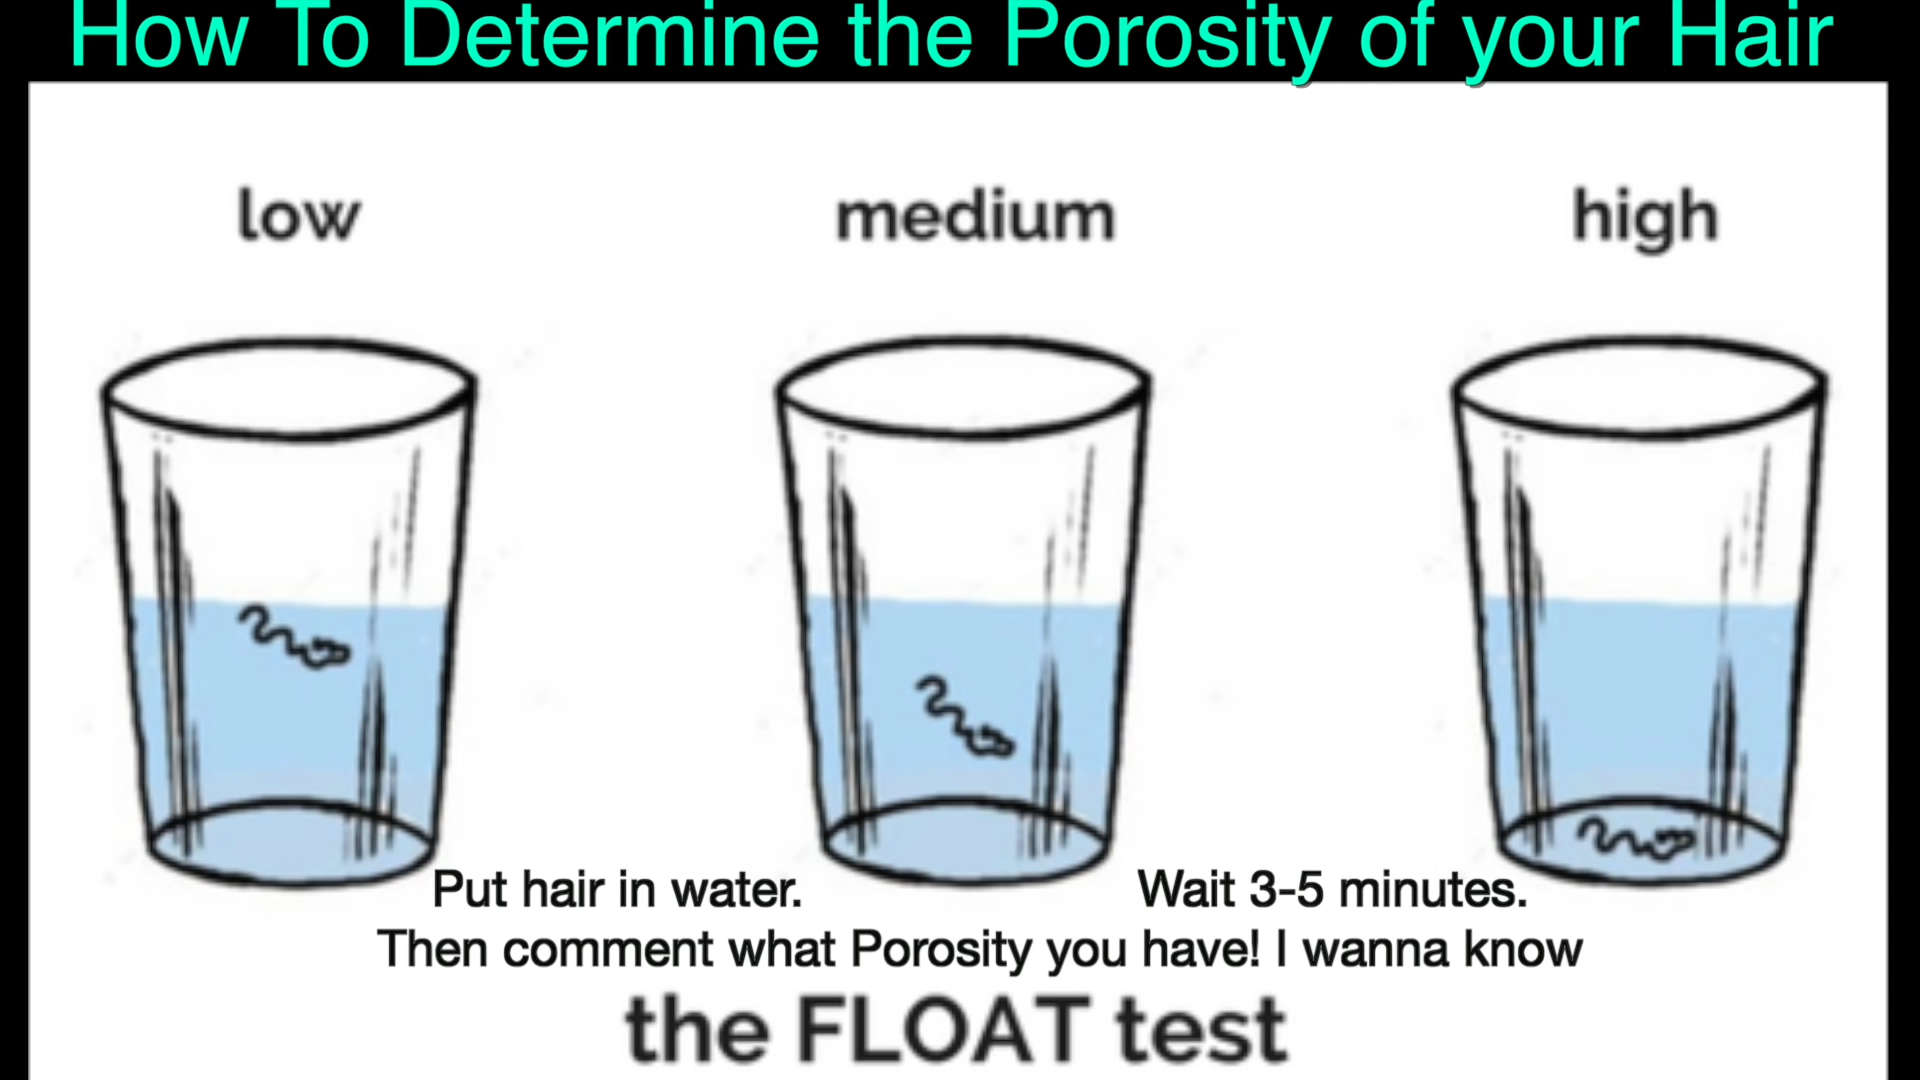 How To Determine the Porosity of your Hair
low medium high
Put hair in water. Wait 3-5 minutes.
Then comment what Porosity you have! I wanna know
the FLOAT test